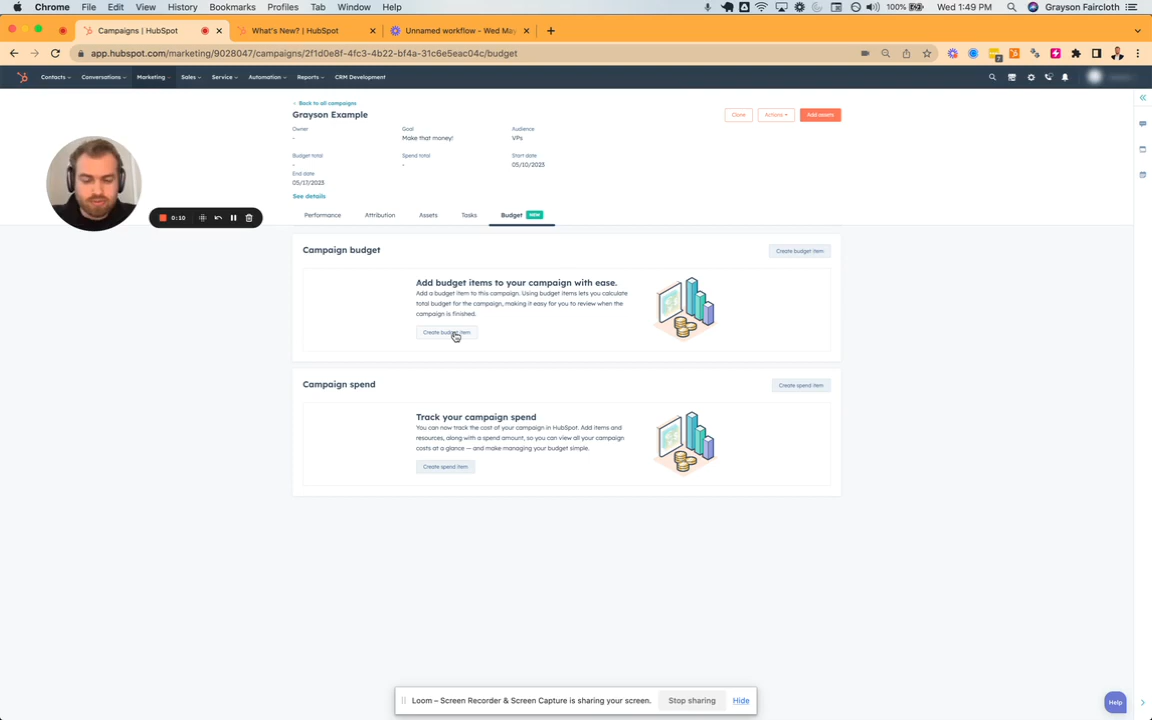 Chrome File Edit View History Bookmarks Profiles Tab Window Help 100% Wed 1:49 PM Grayson Faircloth
Campaigns | HubSpot What's New? | HubSpot Unnamed workflow - Wed May
app.hubspot.com/marketing/9028047/campaigns/2f1d0e8f-4fc3-4b22-bf4a-31c6e5eac04c/budget
7
Contacts Conversations Marketing Sales Service Automation Reports CRM Development
Back to all campaigns
Grayson Example
Clone Actions Add assets
Owner Goal Audience
- Make that money! VPs
Budget total Spend total Start date
- - 05/10/2023
End date
05/17/2023
See details
0:10
Performance Attribution Assets Tasks Budget NEW
Campaign budget
Create budget item
Add budget items to your campaign with ease.
Add a budget item to this campaign. Using budget items lets you calculate
total budget for the campaign, making it easy for you to review when the
campaign is finished.
Create budget item
Campaign spend
Create spend item
Track your campaign spend
You can now track the cost of your campaign in HubSpot. Add items and
resources, along with a spend amount, so you can view all your campaign
costs at a glance — and make managing your budget simple.
Create spend item
Loom – Screen Recorder & Screen Capture is sharing your screen. Stop sharing Hide
Help